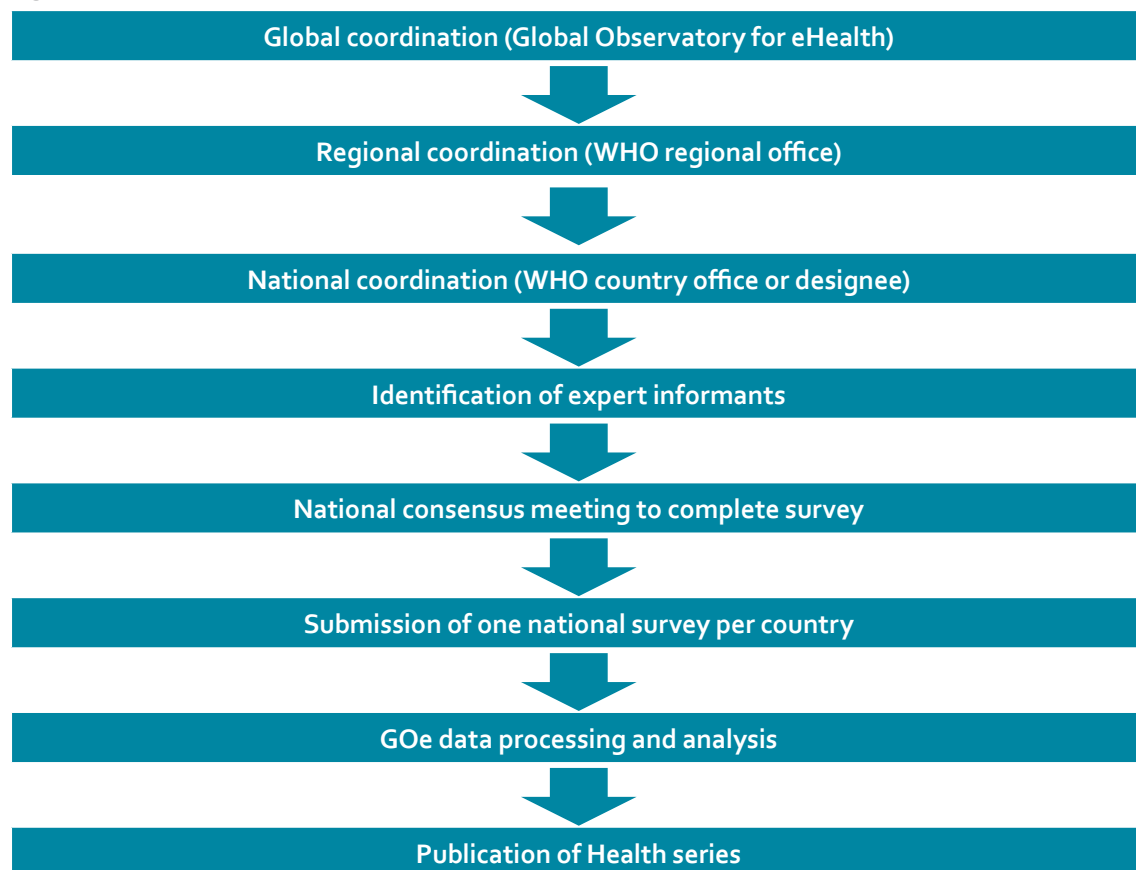 Global coordination (Global Observatory for eHealth)
Regional coordination (WHO regional office)
National coordination (WHO country office or designee)
Identification of expert informants
National consensus meeting to complete survey
Submission of one national survey per country
GOe data processing and analysis
Publication of Health series